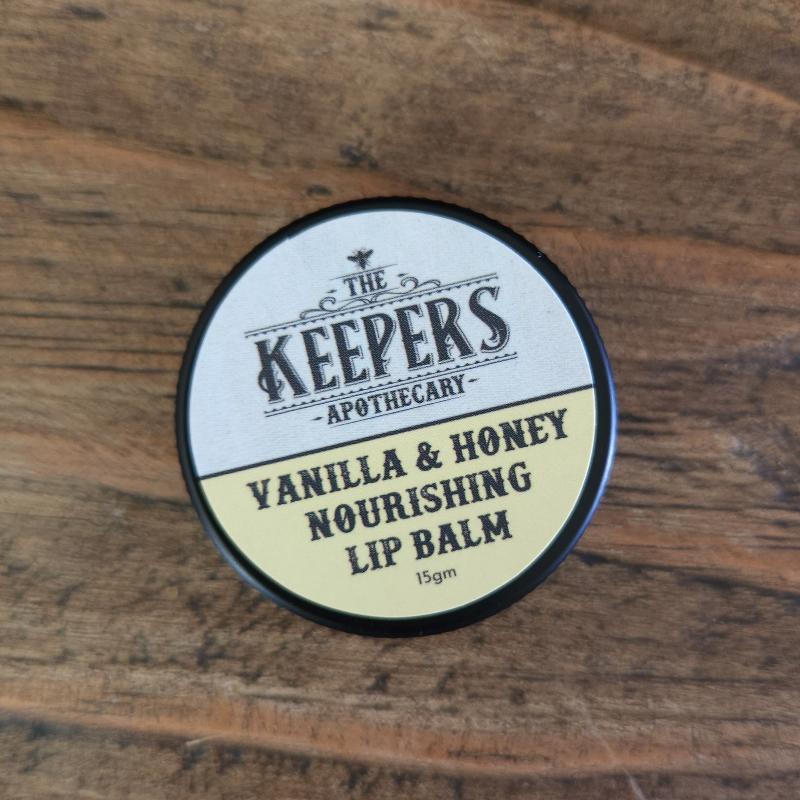 THE
KEEPERS
-APOTHECARY-
VANILLA & HONEY
NOURISHING
LIP BALM
15gm